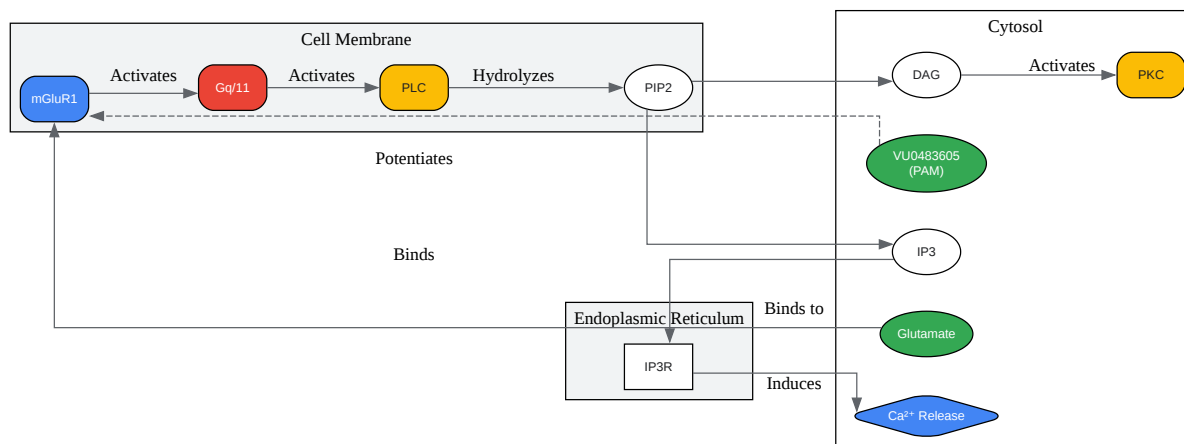 Cytosol
Cell Membrane
mGluR1
Activates
Gq/11
Activates
PLC
Hydrolyzes
PIP2
DAG
Activates
PKC
Potentiates
VU0483605
(PAM)
Binds
IP3
Endoplasmic Reticulum
Binds to
Glutamate
IP3R
Induces
Ca²⁺ Release